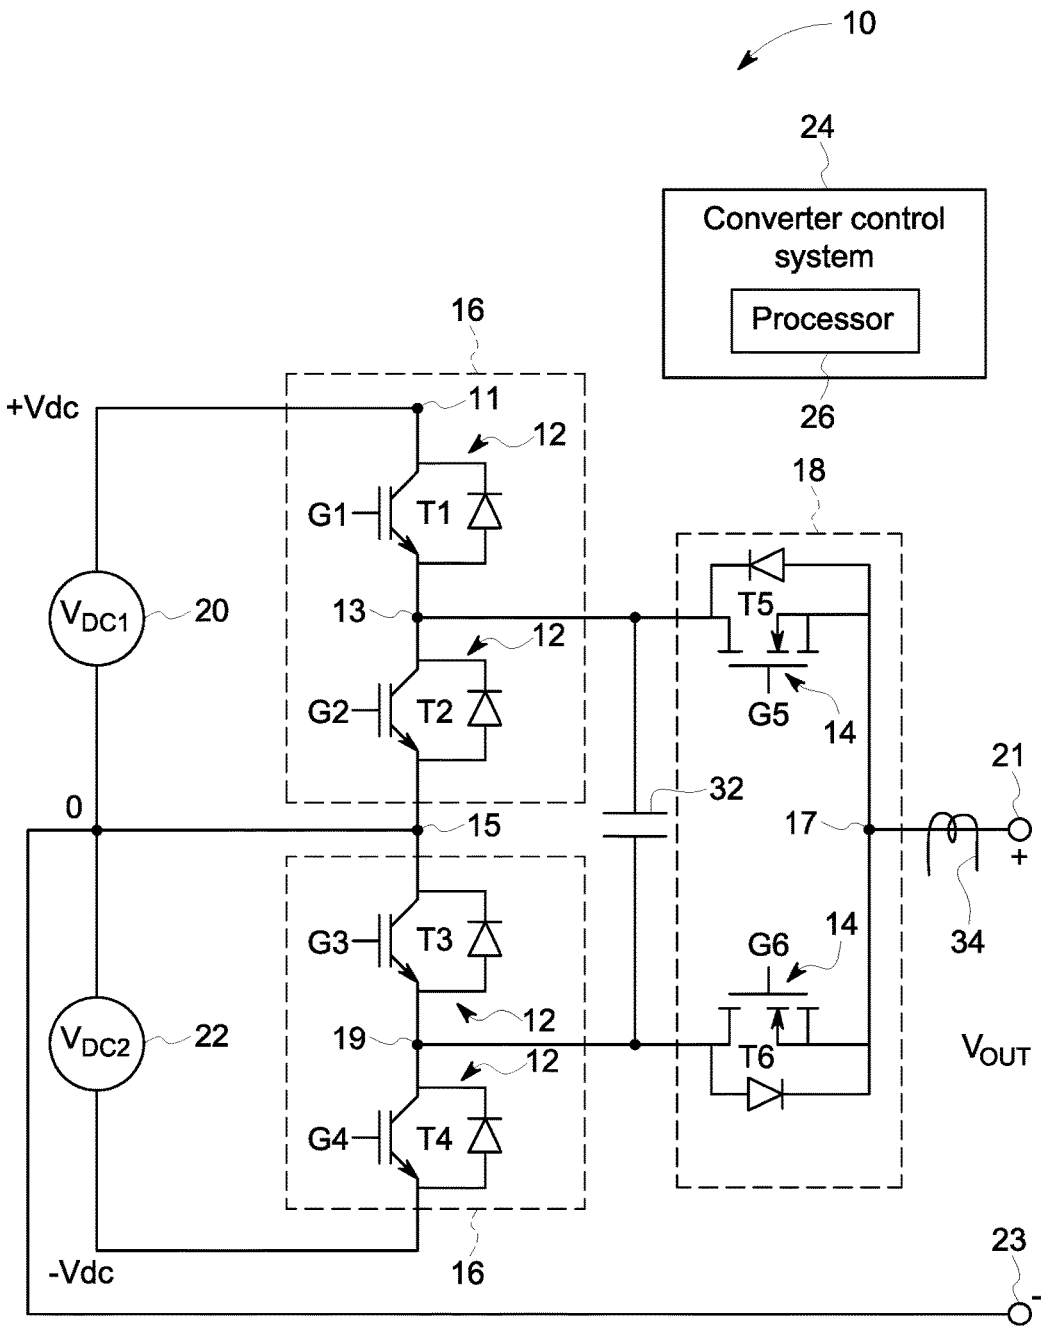 10
24
Converter control
system
Processor
26
16
+Vdc
11
12
18
G1
T1
T5
VDC1
20
13
12
G2
T2
G5
14
21
32
0
15
17
+
14
G3
T3
G6
34
VDC2
22
19
12
12
T6
VOUT
G4
T4
-Vdc
16
23
-